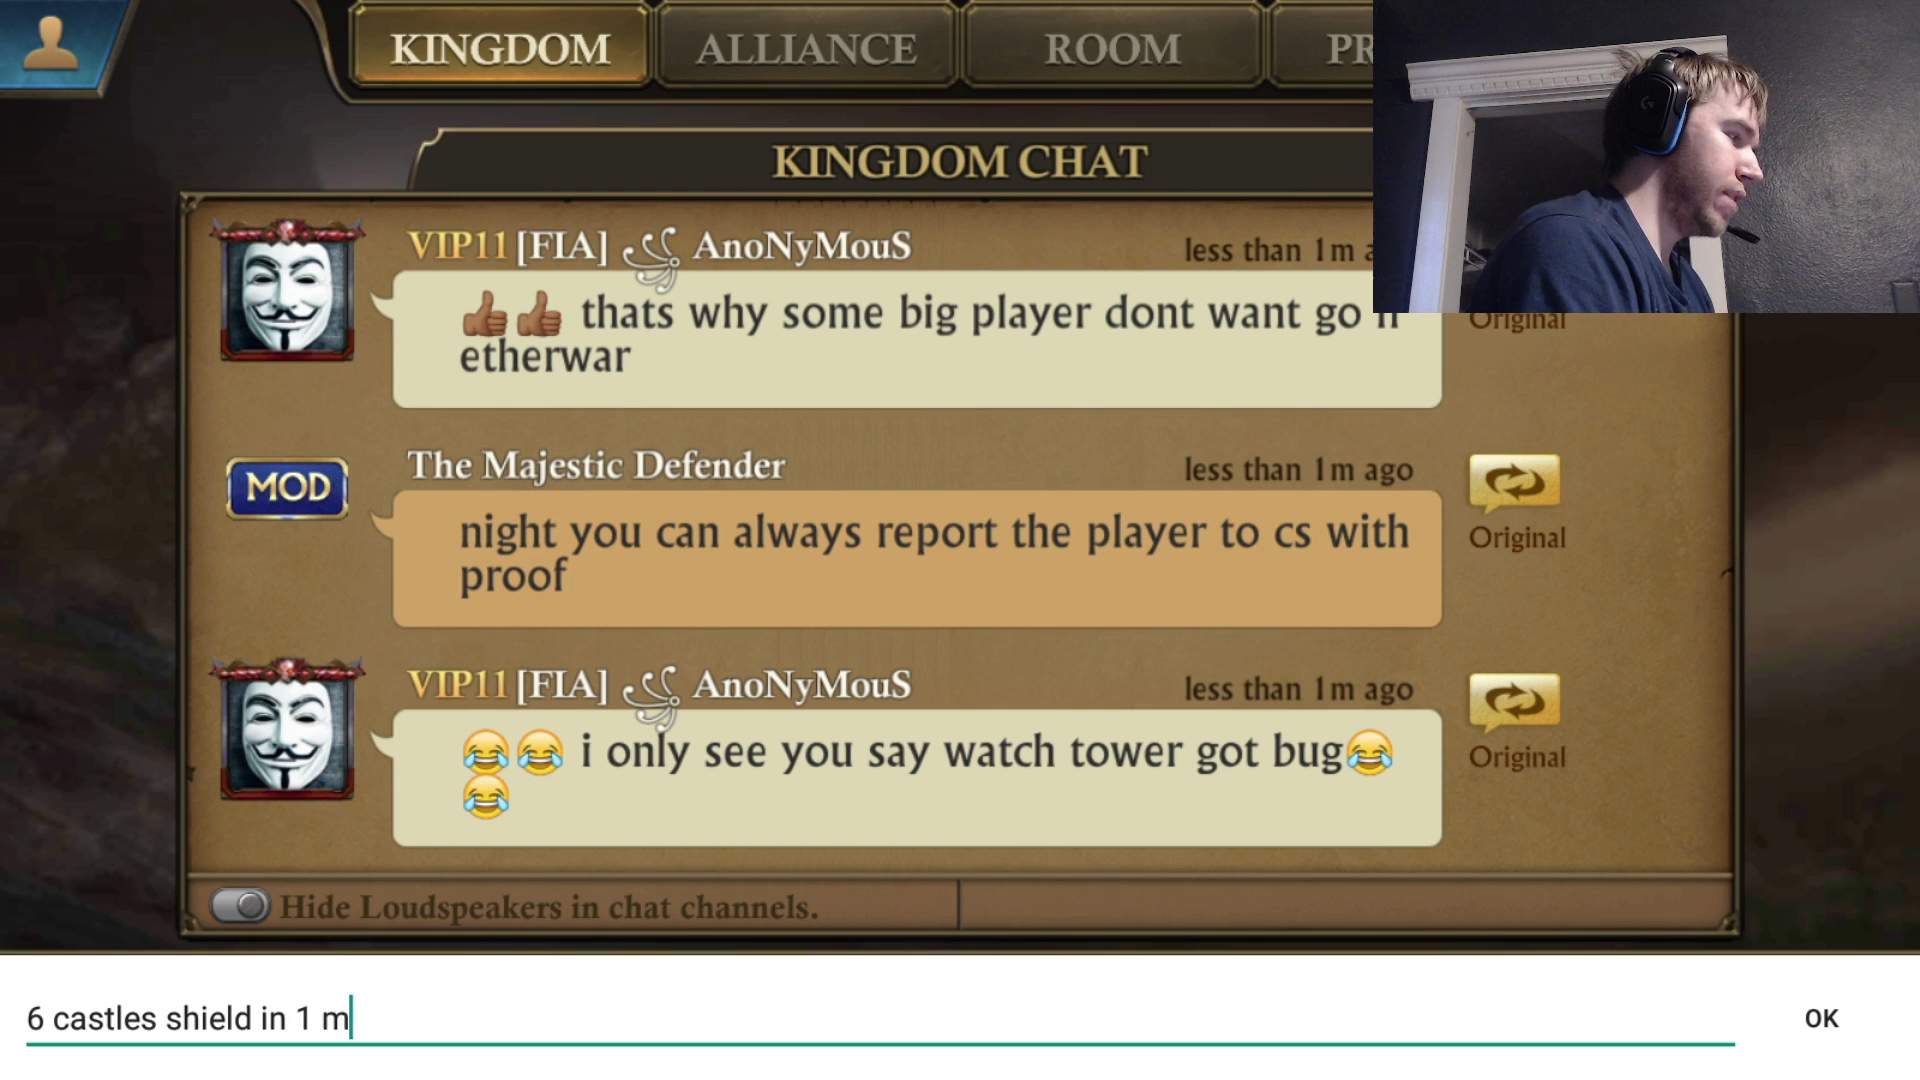 KINGDOM
ALLIANCE
ROOM
PR
KINGDOM CHAT
VIP11 [FIA] AnoNyMouS
less than 1m a
👍🏾👍🏾 thats why some big player dont want go
etherwar
Original
The Majestic Defender
less than 1m ago
MOD
night you can always report the player to cs with
proof
Original
VIP11 [FIA] AnoNyMouS
less than 1m ago
😂😂 i only see you say watch tower got bug😂
😂
Original
Hide Loudspeakers in chat channels.
6 castles shield in 1 m
OK